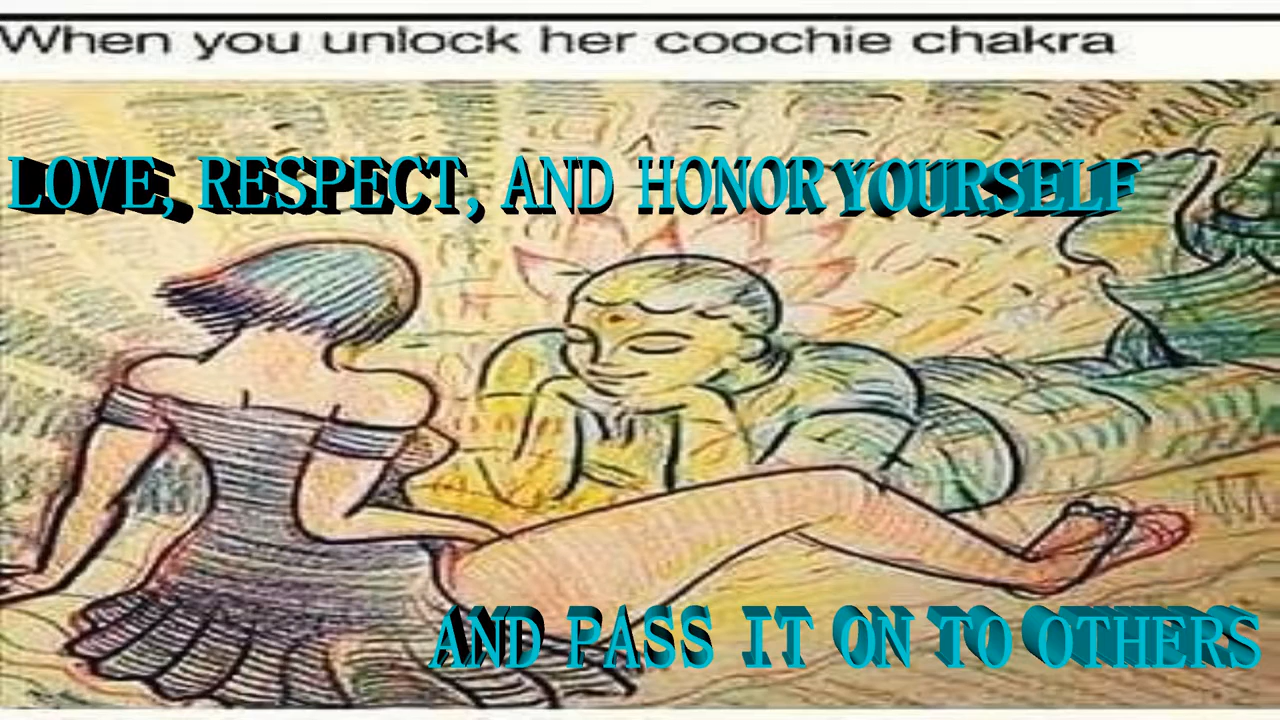 When you unlock her coochie chakra
LOVE, RESPECT, AND HONOR YOURSELF
AND PASS IT ON TO OTHERS